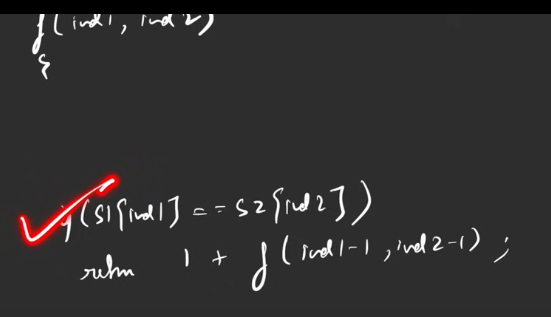 f(ind1, ind2)
{
if(S1[ind1] == S2[ind2])
return 1 + f(ind1-1, ind2-1);